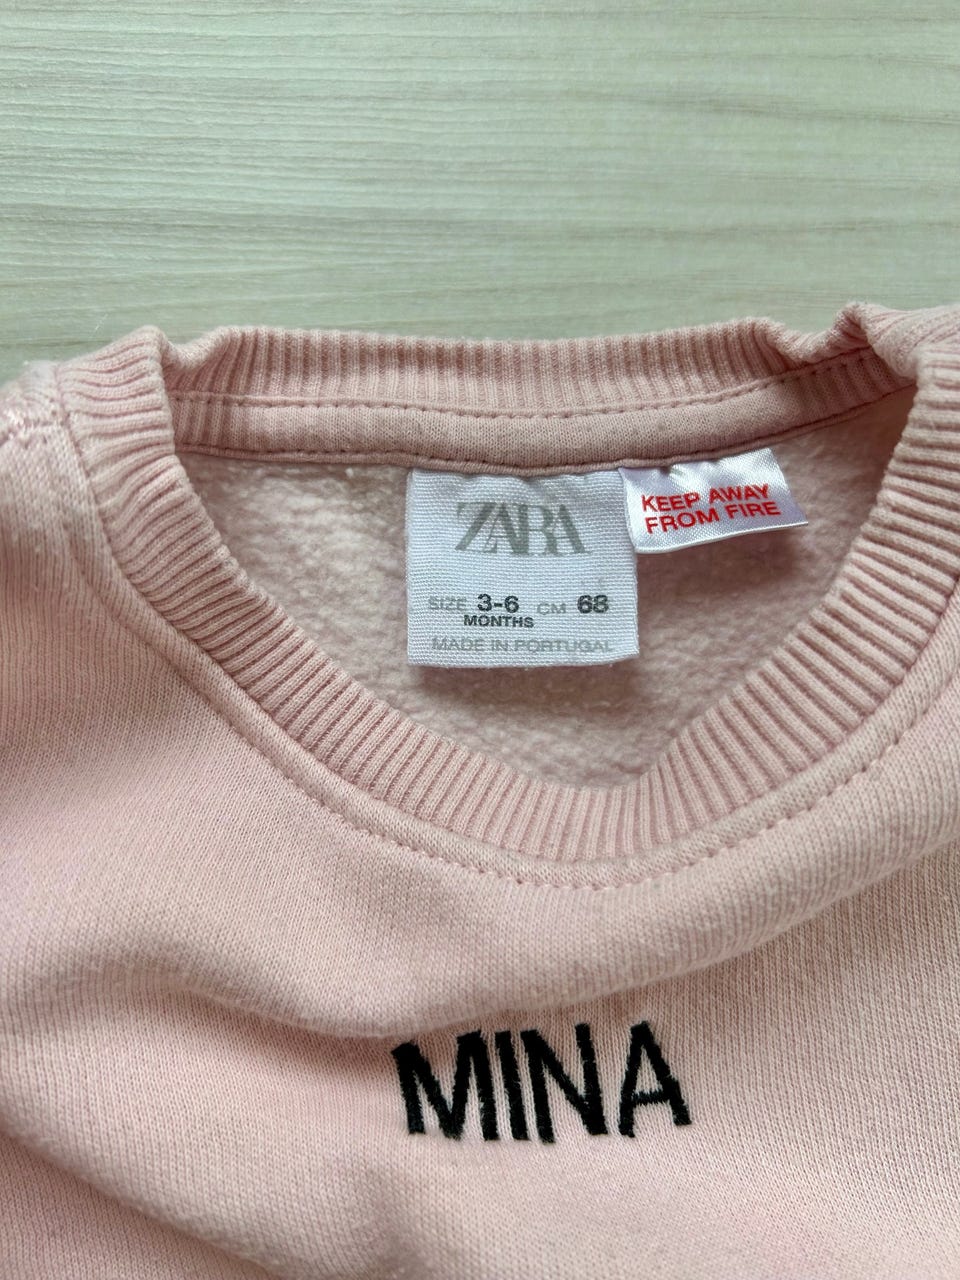 ZARA
SIZE 3-6 CM 68
MONTHS
MADE IN PORTUGAL
KEEP AWAY
FROM FIRE
MINA